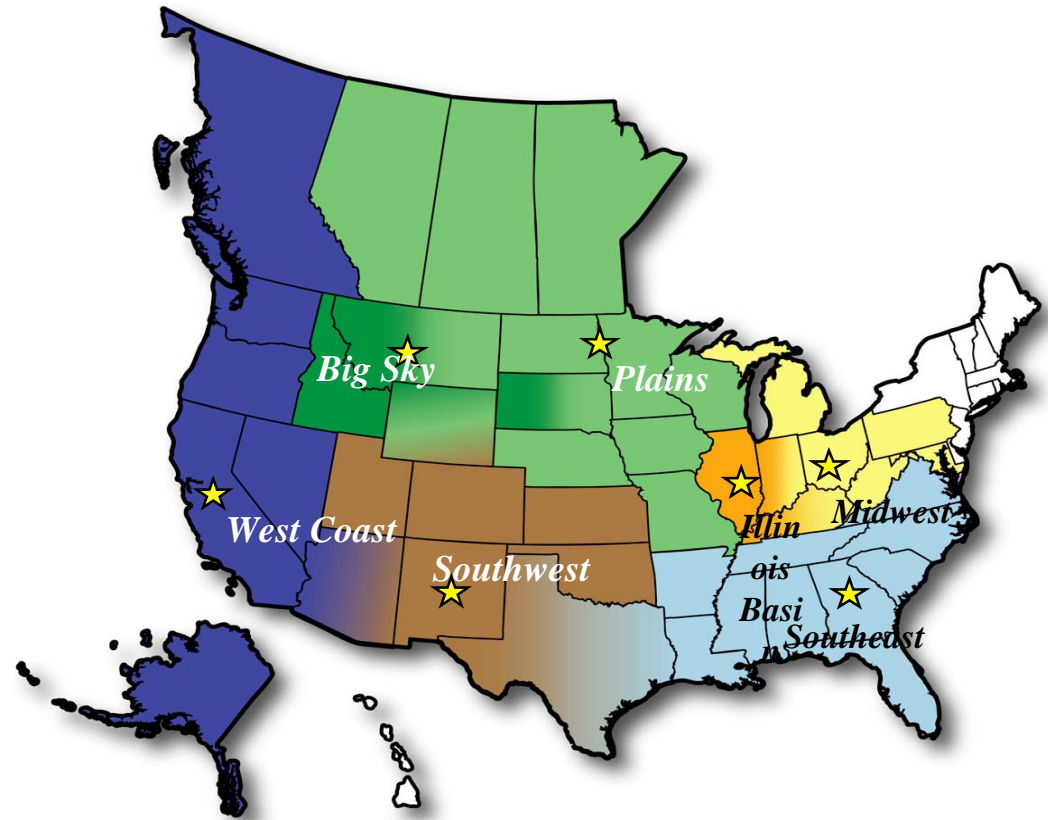 Big Sky
Plains
West Coast
Illin
ois
Basi
n
Midwest
Southwest
Southeast